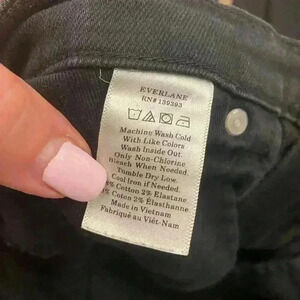 EVERLANE
RN# 139393
Machine Wash Cold
With Like Colors
Wash Inside Out
Only Non-Chlorine
Bleach When Needed.
Tumble Dry Low.
Cool Iron if Needed.
% Cotton 2% Elastane
% Cotton 2% Élasthanne
Made in Vietnam
Fabriqué au Viêt-Nam